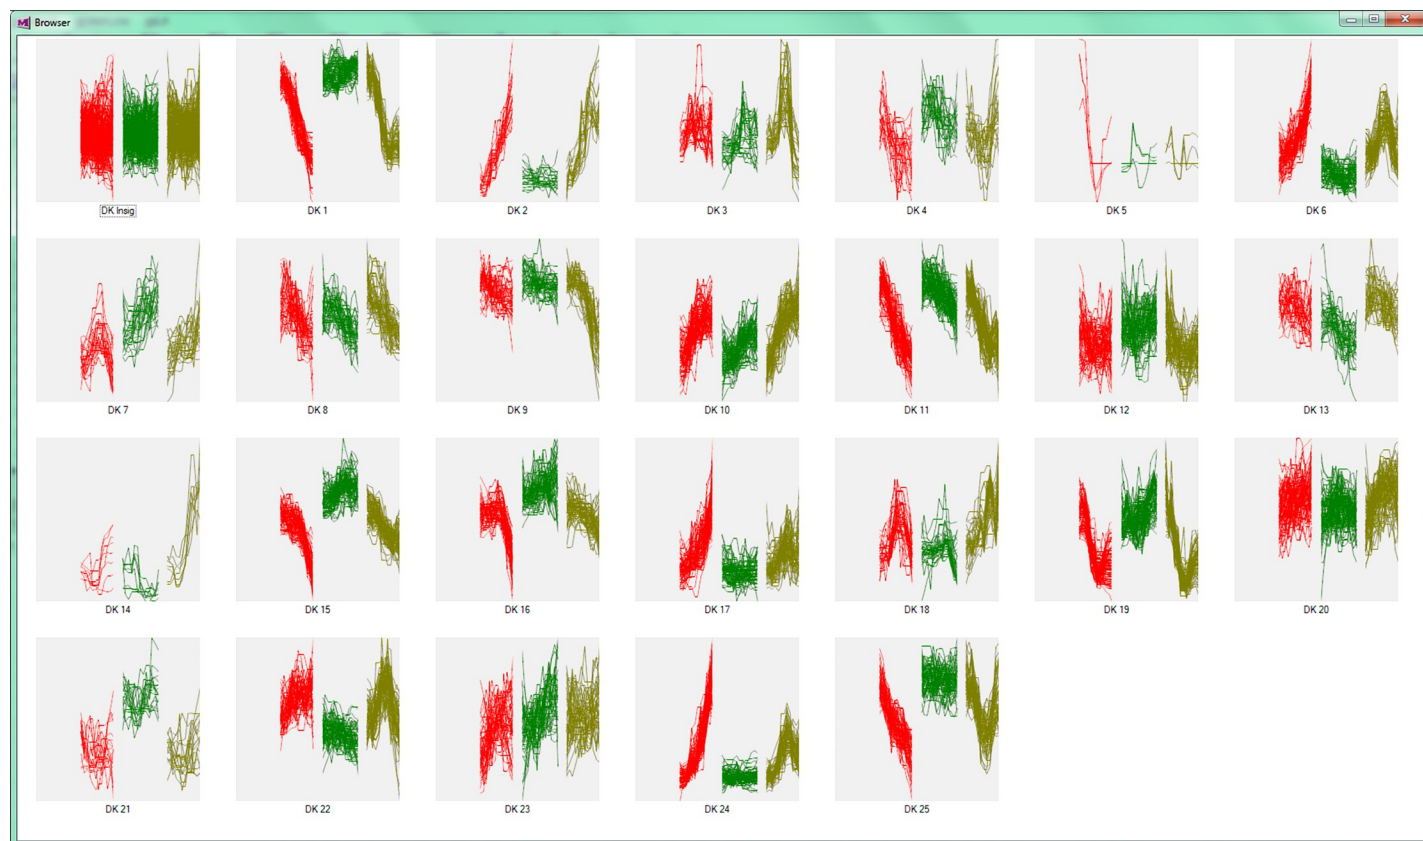 Browser
DK Insig
DK 1
DK 2
DK 3
DK 4
DK 5
DK 6
DK 7
DK 8
DK 9
DK 10
DK 11
DK 12
DK 13
DK 14
DK 15
DK 16
DK 17
DK 18
DK 19
DK 20
DK 21
DK 22
DK 23
DK 24
DK 25